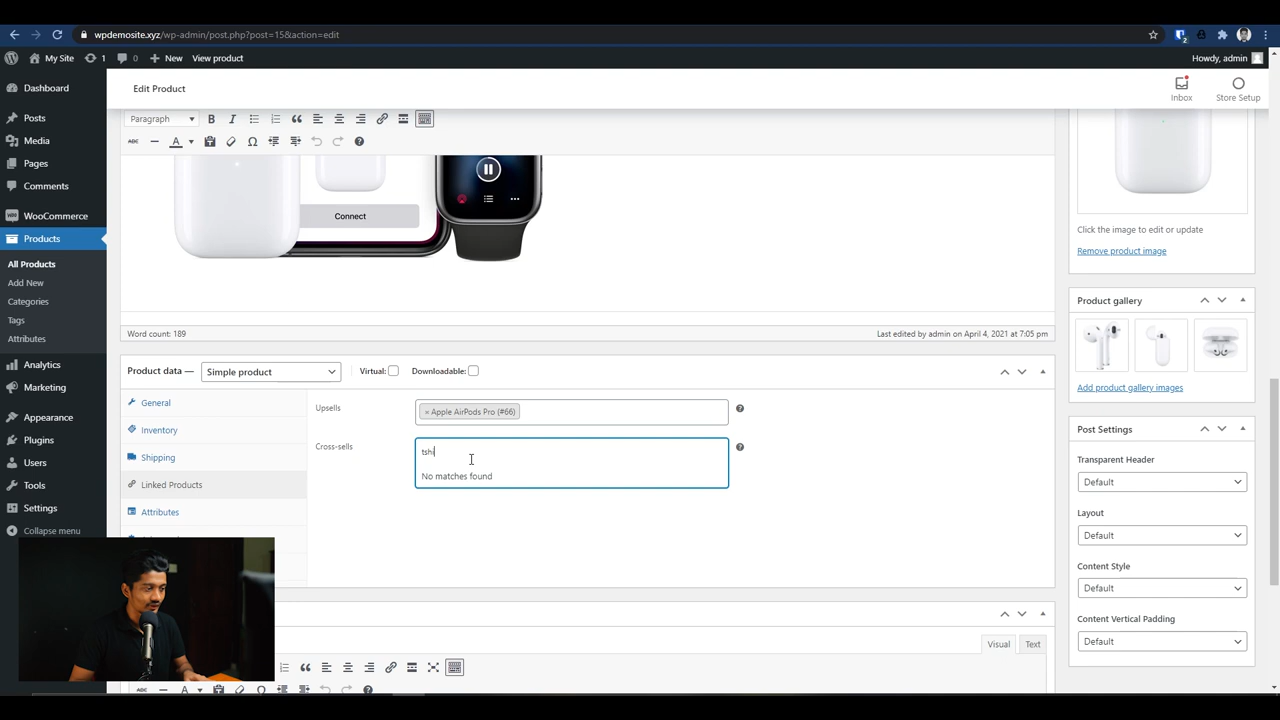 wpdemosite.xyz/wp-admin/post.php?post=15&action=edit
2
My Site 1 0 New View product Howdy, admin
Edit Product
Inbox
Store Setup
Dashboard
Posts
Media
Pages
Comments
WooCommerce
Products
All Products
Add New
Categories
Tags
Attributes
Analytics
Marketing
Appearance
Plugins
Users
Tools
Settings
Collapse menu
Paragraph B I
ABC A Ω
Connect
Word count: 189
Last edited by admin on April 4, 2021 at 7:05 pm
Product data — Simple product Virtual: Downloadable:
General
Inventory
Shipping
Linked Products
Attributes
Upsells
× Apple AirPods Pro (#66)
Cross-sells
tshi
No matches found
Visual Text
ABC A Ω
Click the image to edit or update
Remove product image
Product gallery
Add product gallery images
Post Settings
Transparent Header
Default
Layout
Default
Content Style
Default
Content Vertical Padding
Default